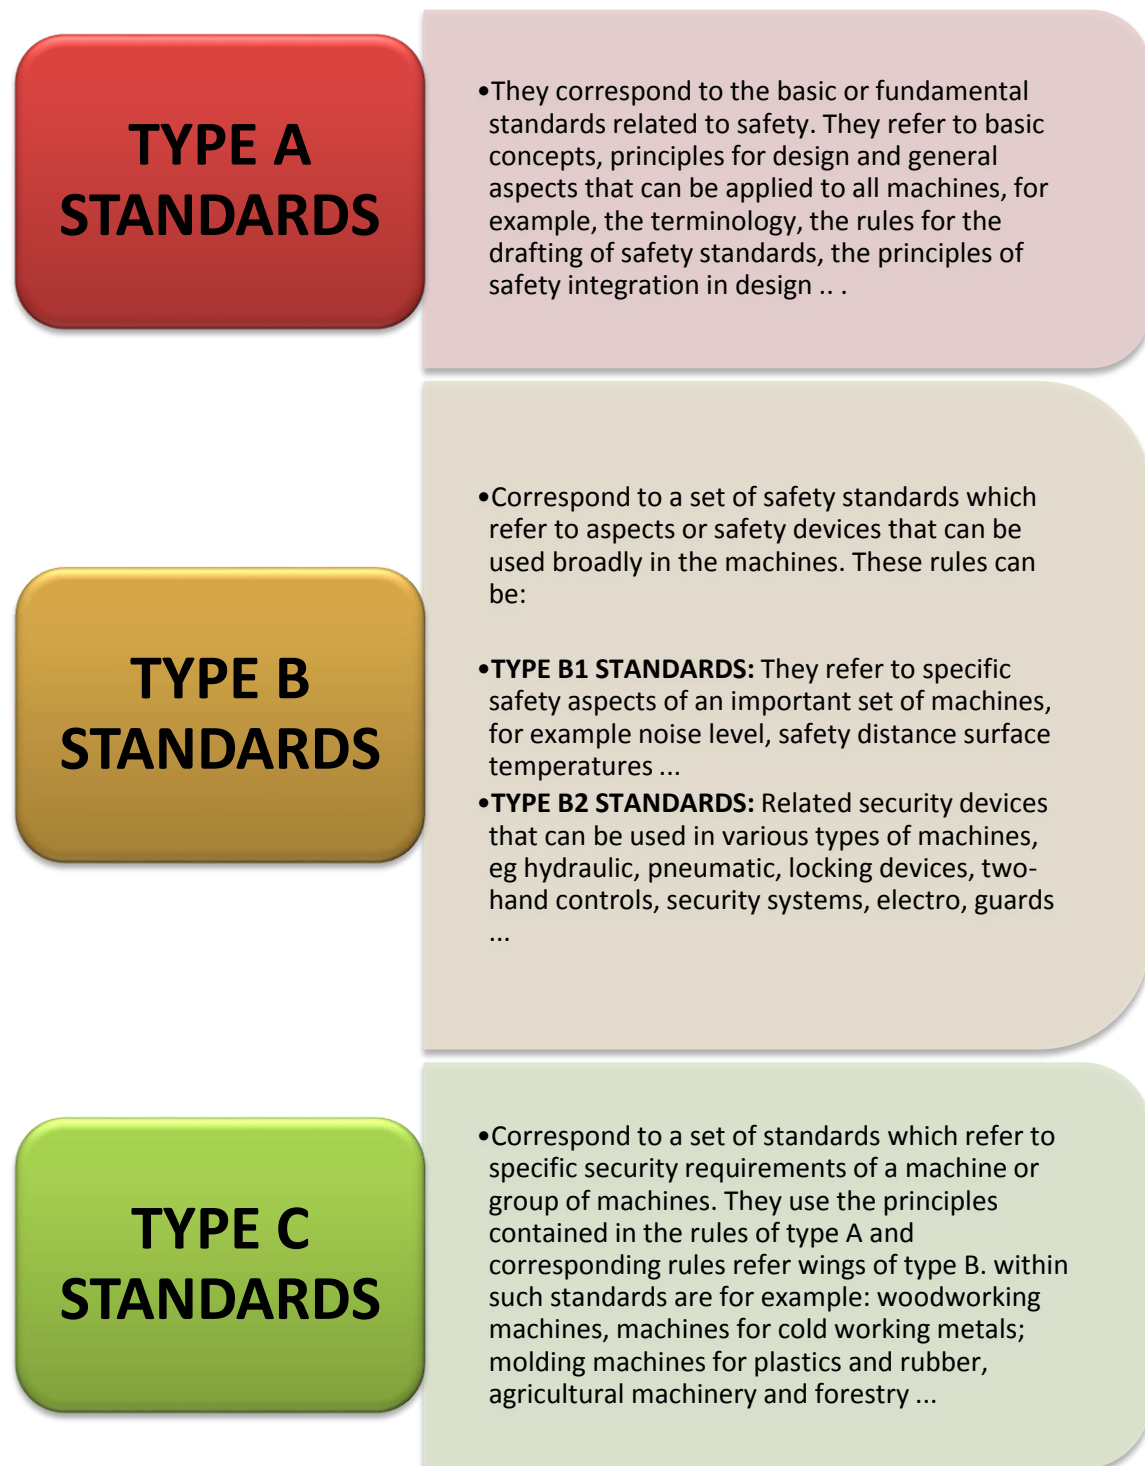 TYPE A
STANDARDS
•They correspond to the basic or fundamental
standards related to safety. They refer to basic
concepts, principles for design and general
aspects that can be applied to all machines, for
example, the terminology, the rules for the
drafting of safety standards, the principles of
safety integration in design .. .
TYPE B
STANDARDS
•Correspond to a set of safety standards which
refer to aspects or safety devices that can be
used broadly in the machines. These rules can
be:
•TYPE B1 STANDARDS: They refer to specific
safety aspects of an important set of machines,
for example noise level, safety distance surface
temperatures ...
•TYPE B2 STANDARDS: Related security devices
that can be used in various types of machines,
eg hydraulic, pneumatic, locking devices, two-
hand controls, security systems, electro, guards
...
TYPE C
STANDARDS
•Correspond to a set of standards which refer to
specific security requirements of a machine or
group of machines. They use the principles
contained in the rules of type A and
corresponding rules refer wings of type B. within
such standards are for example: woodworking
machines, machines for cold working metals;
molding machines for plastics and rubber,
agricultural machinery and forestry ...